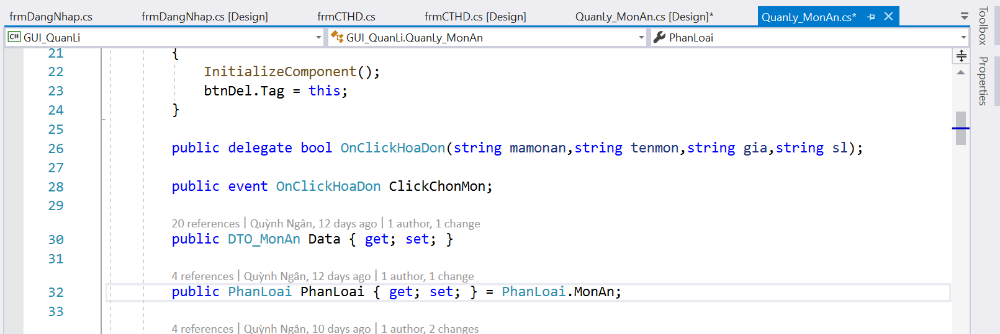 frmDangNhap.cs frmDangNhap.cs [Design] frmCTHD.cs frmCTHD.cs [Design] QuanLy_MonAn.cs [Design]* QuanLy_MonAn.cs*
C# GUI_QuanLi GUI_QuanLi.QuanLy_MonAn PhanLoai
21 {
22 InitializeComponent();
23 btnDel.Tag = this;
24 }
25
26 public delegate bool OnClickHoaDon(string mamonan,string tenmon,string gia,string sl);
27
28 public event OnClickHoaDon ClickChonMon;
29
20 references | Quỳnh Ngân, 12 days ago | 1 author, 1 change
30 public DTO_MonAn Data { get; set; }
31
4 references | Quỳnh Ngân, 12 days ago | 1 author, 1 change
32 public PhanLoai PhanLoai { get; set; } = PhanLoai.MonAn;
33
4 references | Quỳnh Ngân, 10 days ago | 1 author, 2 changes
Toolbox
Properties